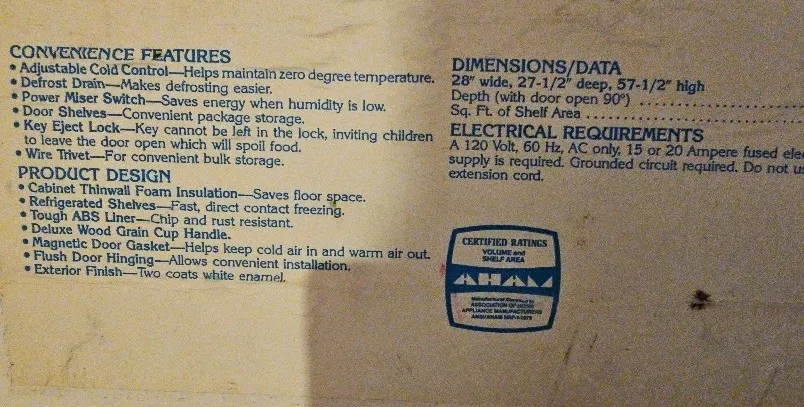 CONVENIENCE FEATURES
• Adjustable Cold Control—Helps maintain zero degree temperature.
• Defrost Drain—Makes defrosting easier.
• Power Miser Switch—Saves energy when humidity is low.
• Door Shelves—Convenient package storage.
• Key Eject Lock—Key cannot be left in the lock, inviting children
to leave the door open which will spoil food.
• Wire Trivet—For convenient bulk storage.
PRODUCT DESIGN
• Cabinet Thinwall Foam Insulation—Saves floor space.
• Refrigerated Shelves—Fast, direct contact freezing.
• Tough ABS Liner—Chip and rust resistant.
• Deluxe Wood Grain Cup Handle.
• Magnetic Door Gasket—Helps keep cold air in and warm air out.
• Flush Door Hinging—Allows convenient installation.
• Exterior Finish—Two coats white enamel.
DIMENSIONS/DATA
28" wide, 27-1/2" deep, 57-1/2" high
Depth (with door open 90°) ....................
Sq. Ft. of Shelf Area ............................
ELECTRICAL REQUIREMENTS
A 120 Volt, 60 Hz, AC only, 15 or 20 Ampere fused elec
supply is required. Grounded circuit required. Do not us
extension cord.
CERTIFIED RATINGS
VOLUME and
SHELF AREA
AHAM
ASSOCIATION OF HOME
APPLIANCE MANUFACTURERS